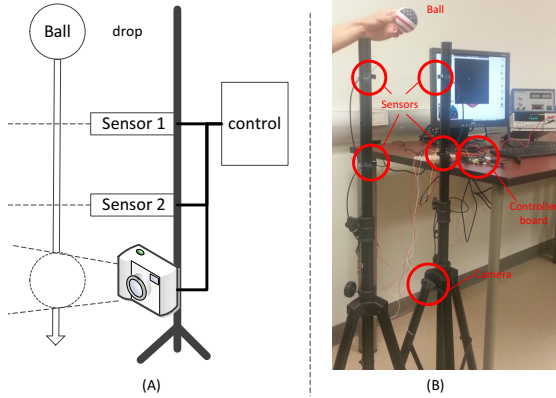 Ball
drop
Sensor 1
control
Sensor 2
(A)
Ball
Sensors
Controller
board
Camera
(B)